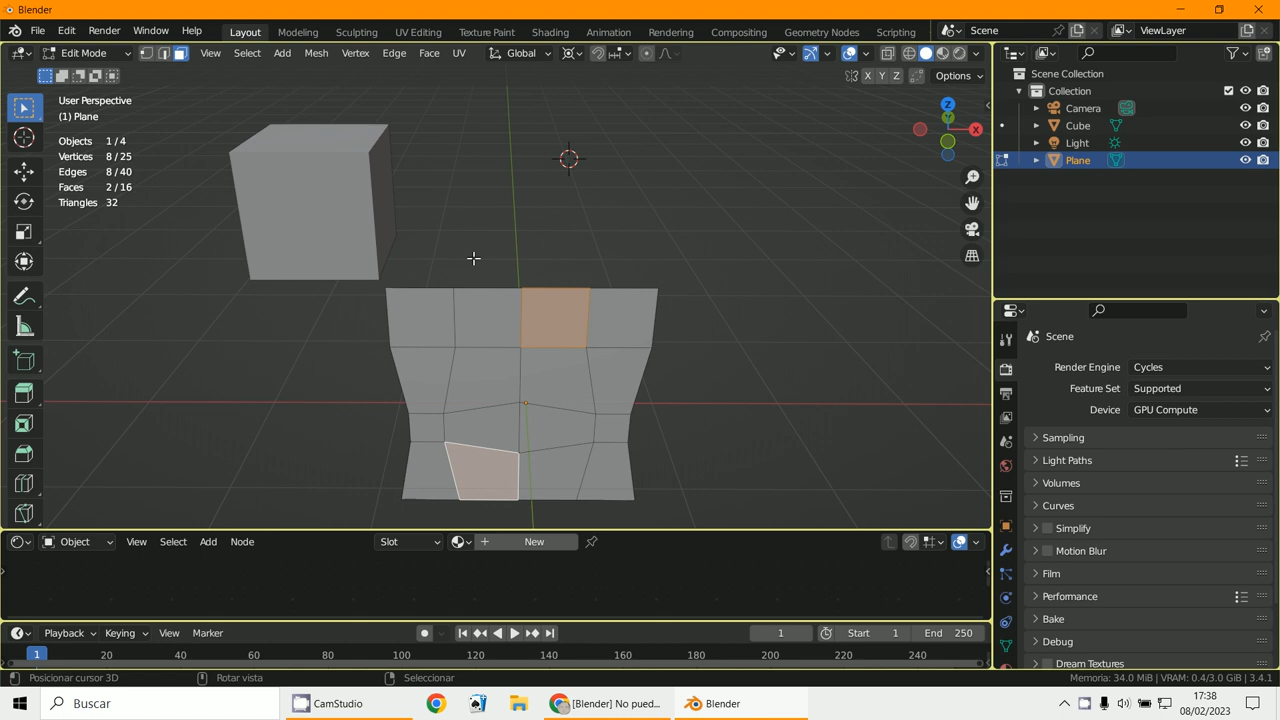 Blender
File Edit Render Window Help Layout Modeling Sculpting UV Editing Texture Paint Shading Animation Rendering Compositing Geometry Nodes Scripting Scene ViewLayer
Edit Mode View Select Add Mesh Vertex Edge Face UV Global
X Y Z Options
User Perspective
(1) Plane
Objects 1/4
Vertices 8/25
Edges 8/40
Faces 2/16
Triangles 32
Z
Y
X
Scene Collection
Collection
Camera
Cube
Light
Plane
Scene
Render Engine Cycles
Feature Set Supported
Device GPU Compute
Sampling
Light Paths
Volumes
Curves
Simplify
Motion Blur
Film
Performance
Bake
Debug
Dream Textures
Object View Select Add Node Slot New
Playback Keying View Marker 1 Start 1 End 250
1 20 40 60 80 100 120 140 160 180 200 220 240
Posicionar cursor 3D Rotar vista Seleccionar Memoria: 34.0 MiB | VRAM: 0.4/3.0 GiB | 3.4.1
Buscar CamStudio [Blender] No pued... Blender 17:38
08/02/2023